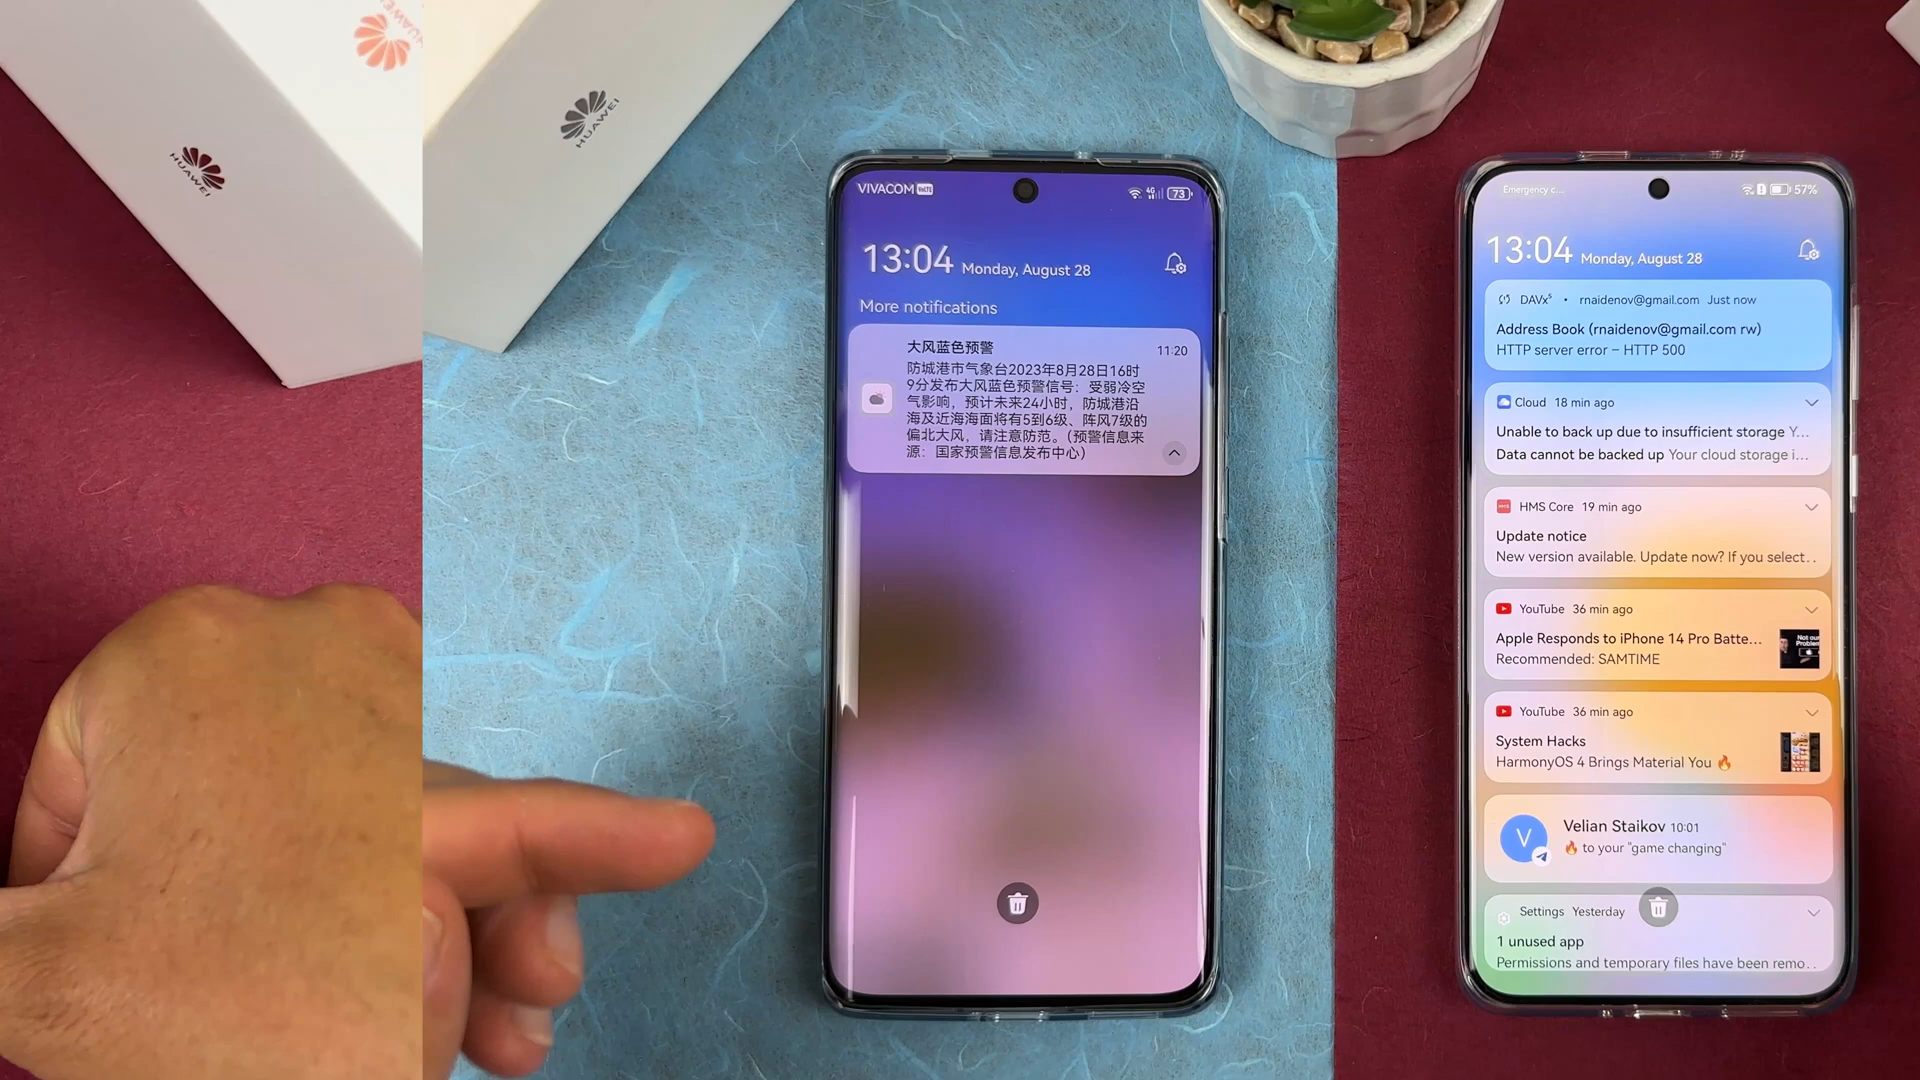 HUAWEI
HUAWEI
HUAWEI
VIVACOM VoLTE
4G 73
13:04 Monday, August 28
More notifications
大风蓝色预警 11:20
防城港市气象台2023年8月28日16时
9分发布大风蓝色预警信号：受弱冷空
气影响，预计未来24小时，防城港沿
海及近海海面将有5到6级、阵风7级的
偏北大风，请注意防范。（预警信息来
源：国家预警信息发布中心）
Emergency c... 57%
13:04 Monday, August 28
DAVx⁵ • rnaidenov@gmail.com Just now
Address Book (rnaidenov@gmail.com rw)
HTTP server error – HTTP 500
Cloud 18 min ago
Unable to back up due to insufficient storage Y...
Data cannot be backed up Your cloud storage i...
HMS Core 19 min ago
Update notice
New version available. Update now? If you select...
YouTube 36 min ago
Apple Responds to iPhone 14 Pro Batte...
Recommended: SAMTIME
YouTube 36 min ago
System Hacks
HarmonyOS 4 Brings Material You 🔥
V
Velian Staikov 10:01
🔥 to your "game changing"
Settings Yesterday
1 unused app
Permissions and temporary files have been remo...